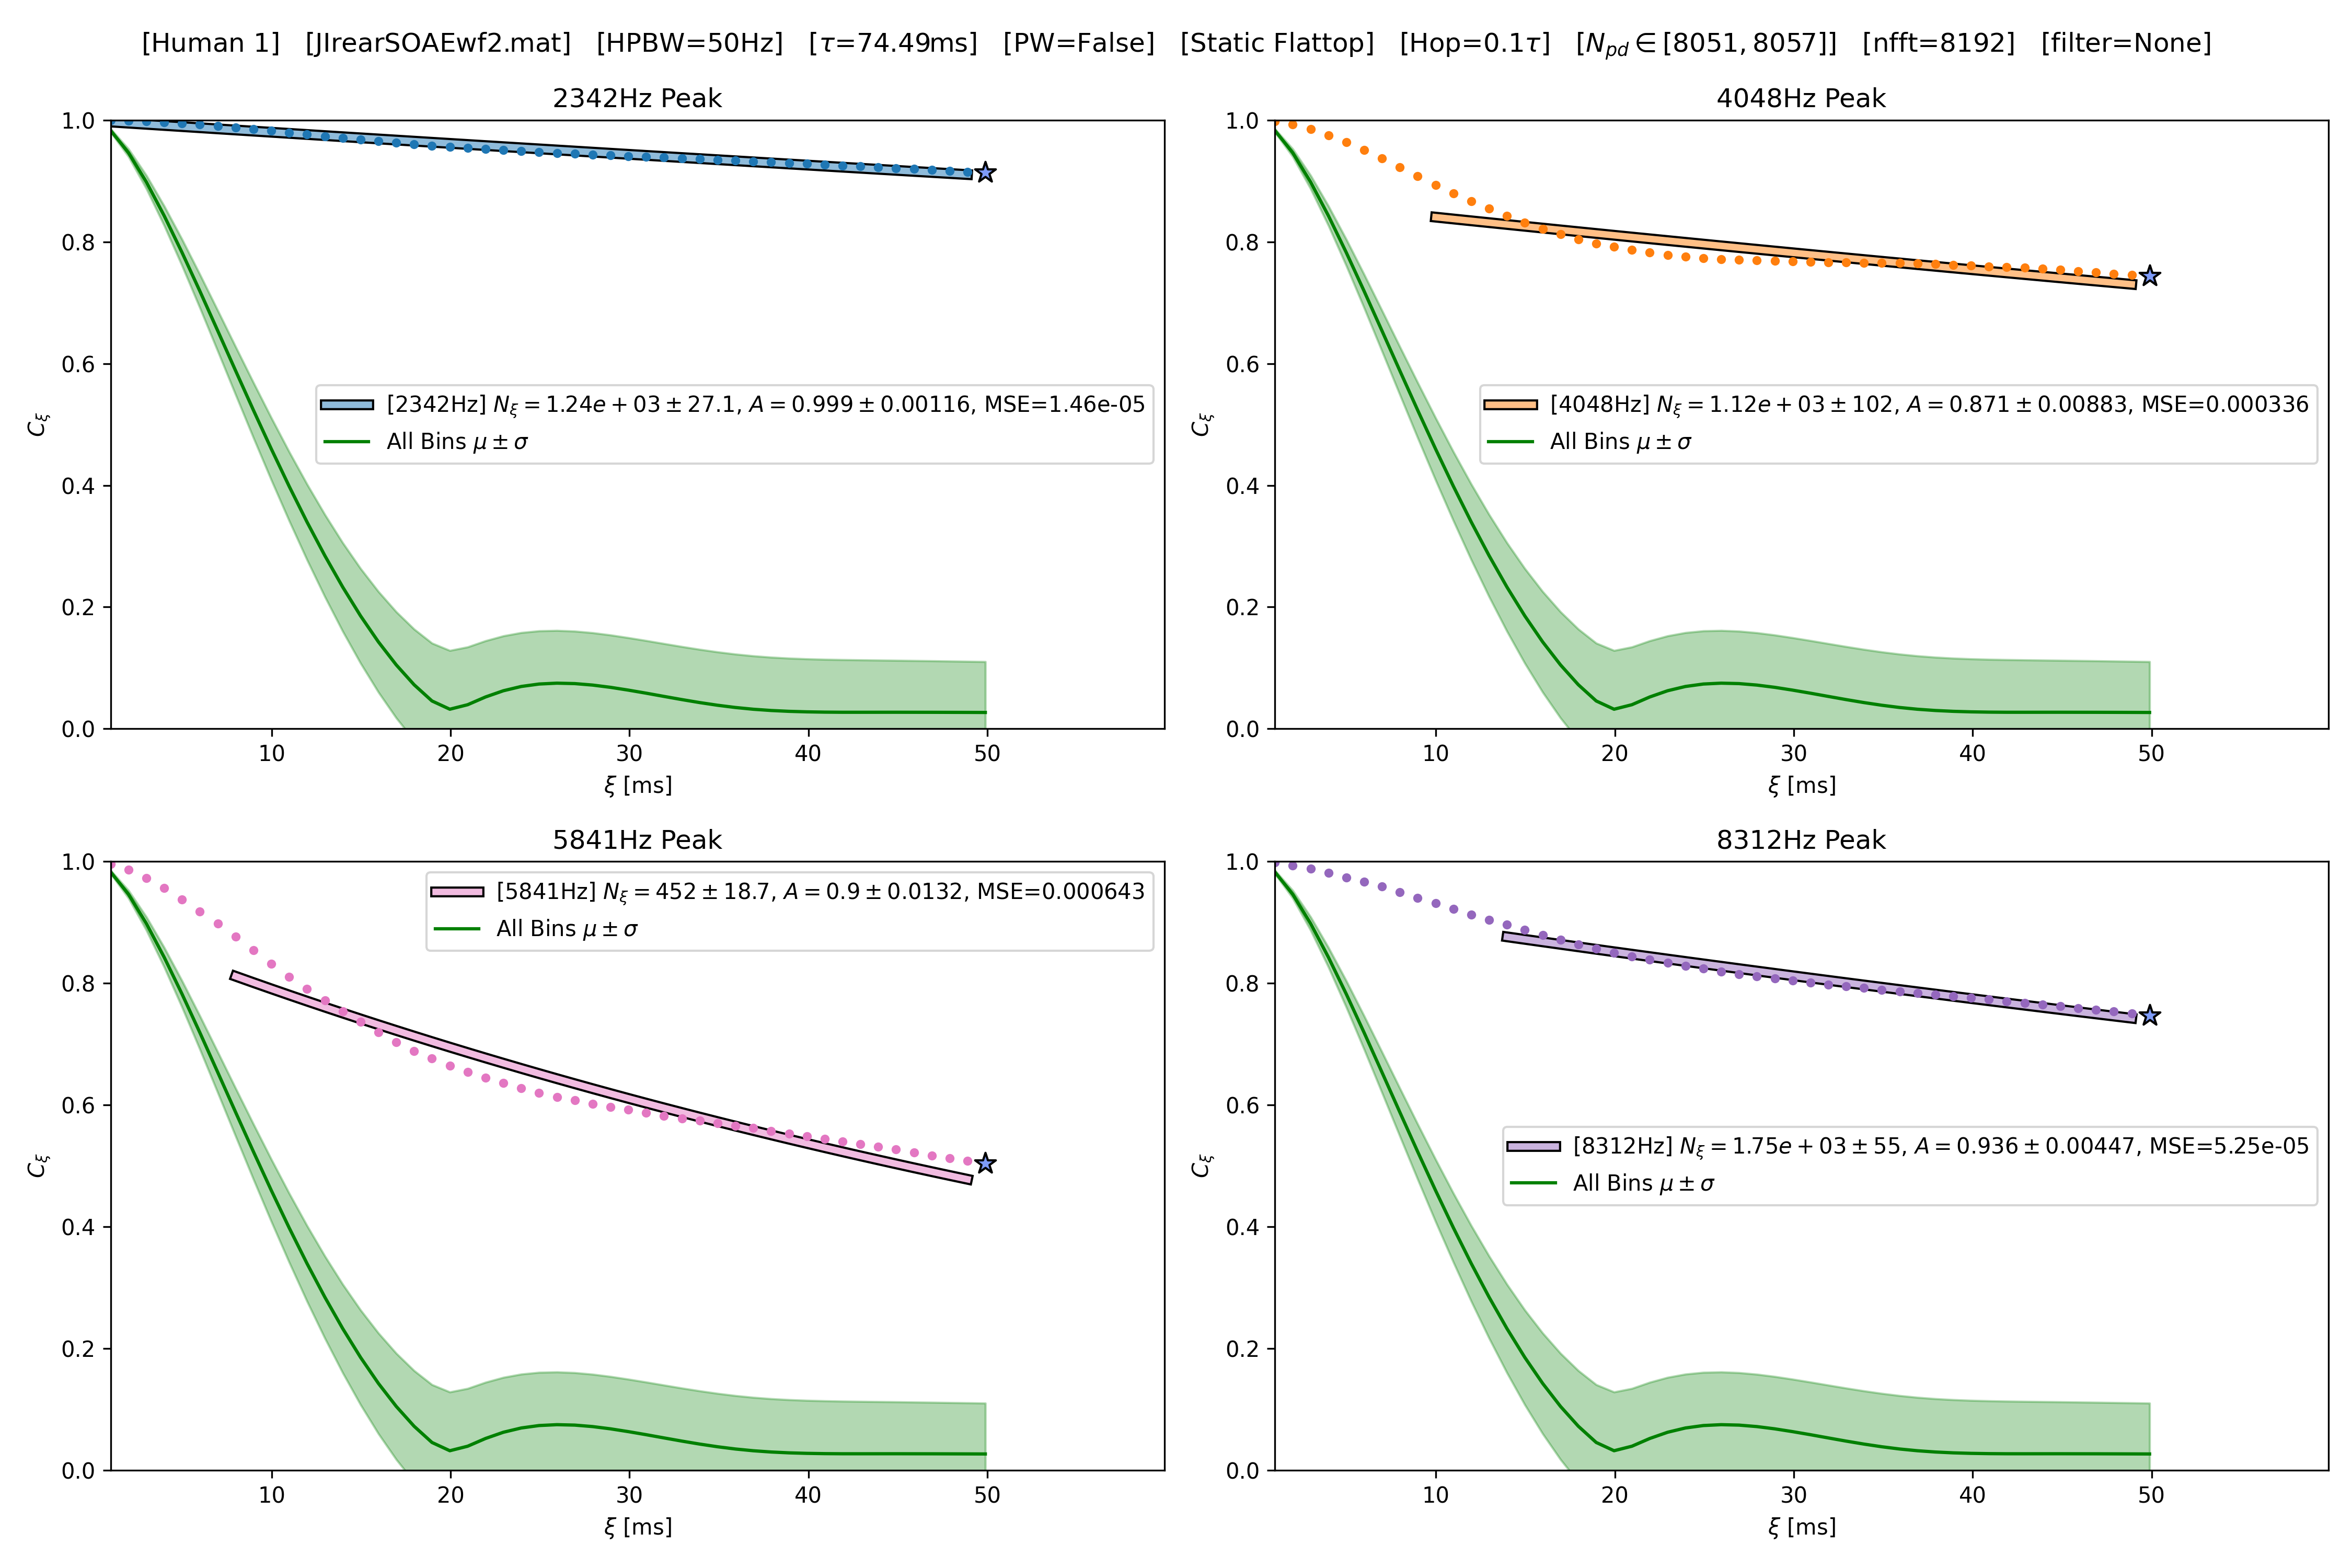 [Human 1] [JIrearSOAEwf2.mat] [HPBW=50Hz] [τ=74.49ms] [PW=False] [Static Flattop] [Hop=0.1τ] [N_pd ∈ [8051, 8057]] [nfft=8192] [filter=None]
2342Hz Peak
1.0
0.8
0.6
0.4
0.2
0.0
C_ξ
[2342Hz] N_ξ = 1.24e + 03 ± 27.1, A = 0.999 ± 0.00116, MSE=1.46e-05
All Bins μ ± σ
10 20 30 40 50
ξ [ms]
4048Hz Peak
1.0
0.8
0.6
0.4
0.2
0.0
C_ξ
[4048Hz] N_ξ = 1.12e + 03 ± 102, A = 0.871 ± 0.00883, MSE=0.000336
All Bins μ ± σ
10 20 30 40 50
ξ [ms]
5841Hz Peak
1.0
0.8
0.6
0.4
0.2
0.0
C_ξ
[5841Hz] N_ξ = 452 ± 18.7, A = 0.9 ± 0.0132, MSE=0.000643
All Bins μ ± σ
10 20 30 40 50
ξ [ms]
8312Hz Peak
1.0
0.8
0.6
0.4
0.2
0.0
C_ξ
[8312Hz] N_ξ = 1.75e + 03 ± 55, A = 0.936 ± 0.00447, MSE=5.25e-05
All Bins μ ± σ
10 20 30 40 50
ξ [ms]